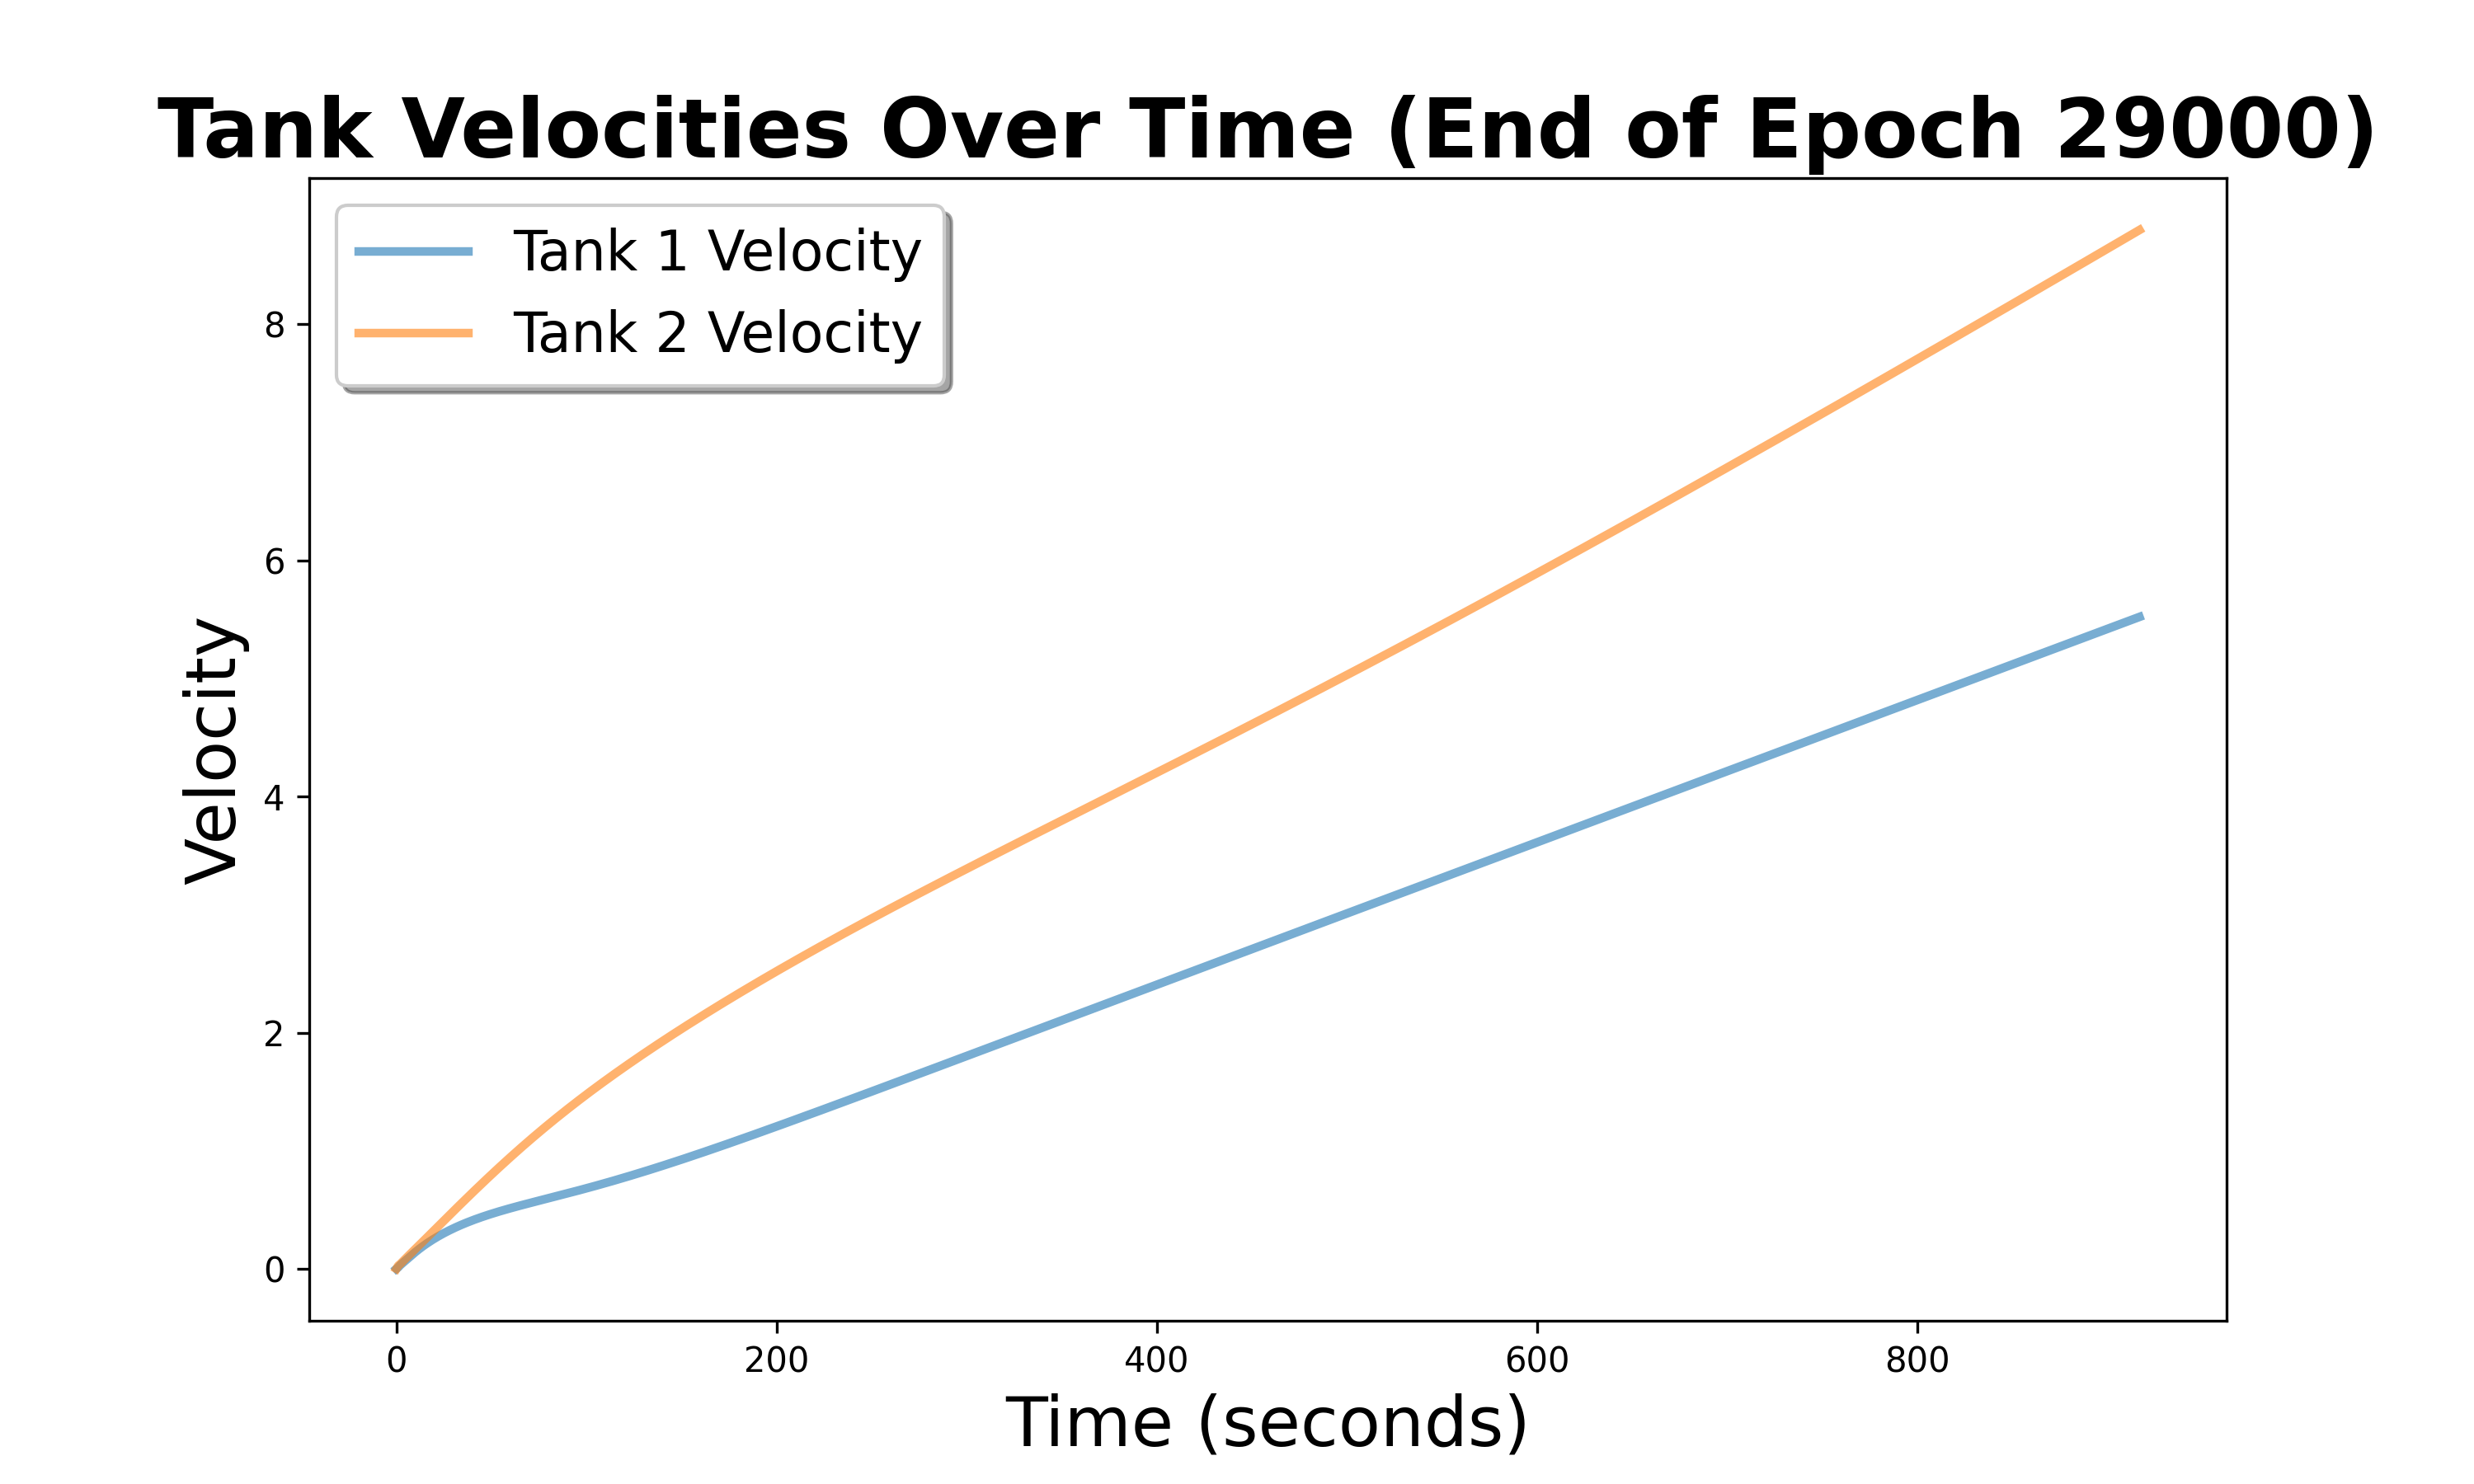 Tank Velocities Over Time (End of Epoch 29000)
Tank 1 Velocity
Tank 2 Velocity
Velocity
8
6
4
2
0
0 200 400 600 800
Time (seconds)